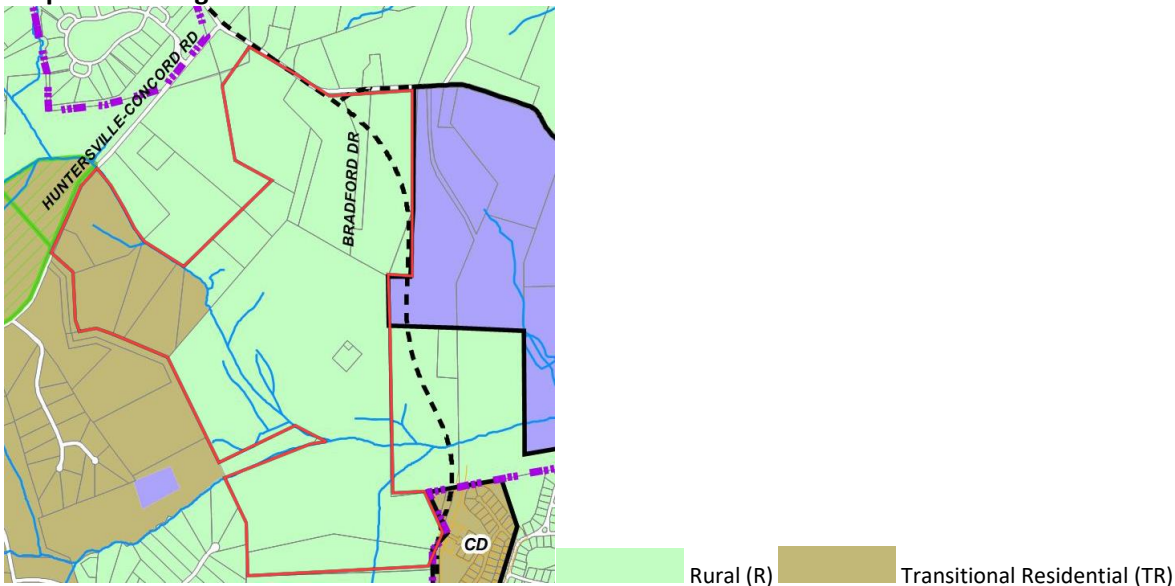 HUNTERSVILLE-CONCORD RD
BRADFORD DR
CD
Rural (R) Transitional Residential (TR)